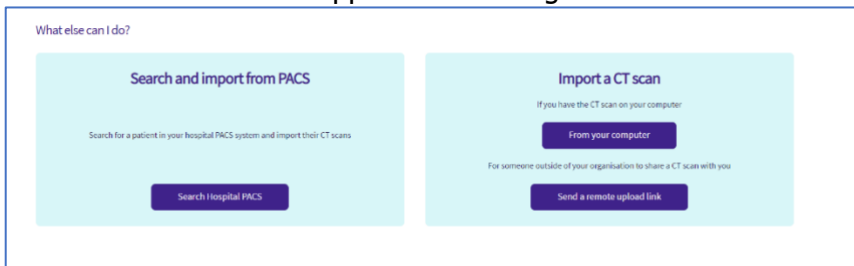 What else can I do?
Search and import from PACS
Search for a patient in your hospital PACS system and import their CT scans
Search Hospital PACS
Import a CT scan
If you have the CT scan on your computer
From your computer
For someone outside of your organisation to share a CT scan with you
Send a remote upload link